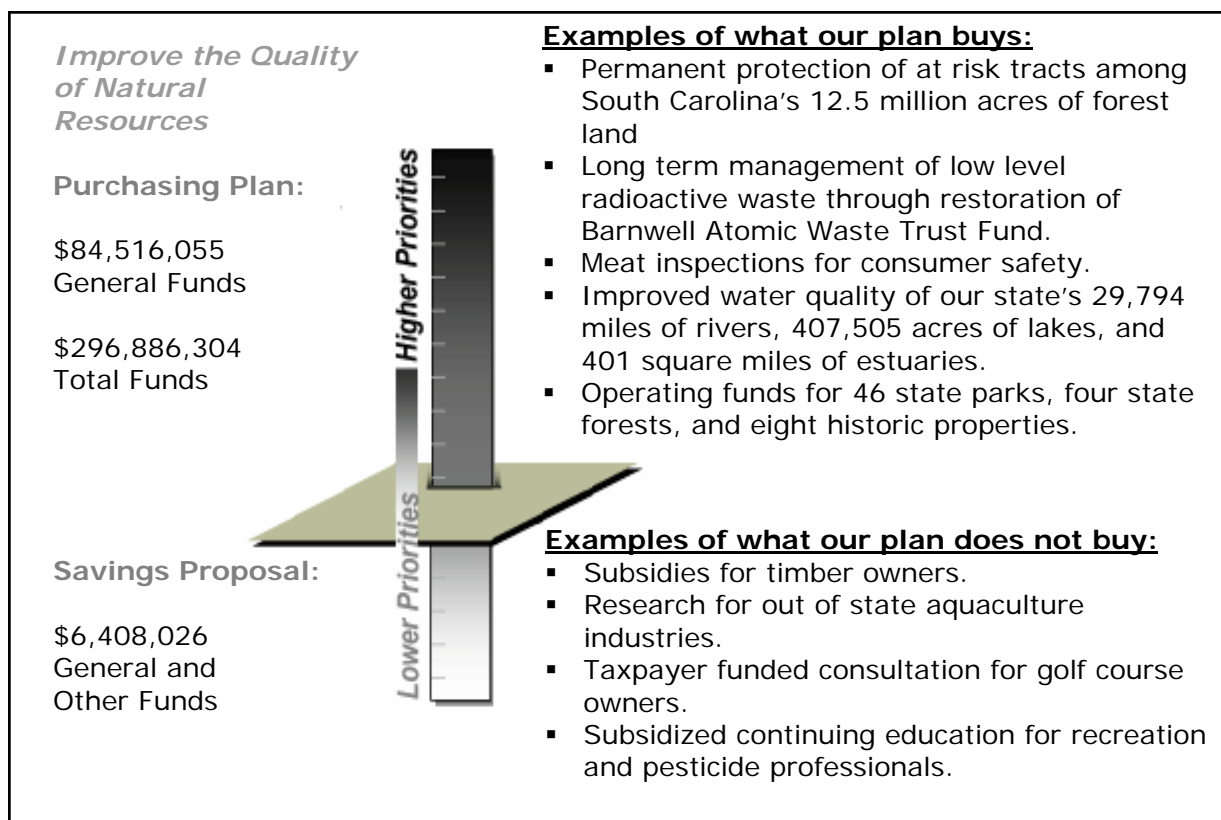 Improve the Quality
of Natural
Resources
Purchasing Plan:
$84,516,055
General Funds
$296,886,304
Total Funds
Savings Proposal:
$6,408,026
General and
Other Funds
Higher Priorities
Lower Priorities
Examples of what our plan buys:
▪ Permanent protection of at risk tracts among
South Carolina's 12.5 million acres of forest
land
▪ Long term management of low level
radioactive waste through restoration of
Barnwell Atomic Waste Trust Fund.
▪ Meat inspections for consumer safety.
▪ Improved water quality of our state's 29,794
miles of rivers, 407,505 acres of lakes, and
401 square miles of estuaries.
▪ Operating funds for 46 state parks, four state
forests, and eight historic properties.
Examples of what our plan does not buy:
▪ Subsidies for timber owners.
▪ Research for out of state aquaculture
industries.
▪ Taxpayer funded consultation for golf course
owners.
▪ Subsidized continuing education for recreation
and pesticide professionals.